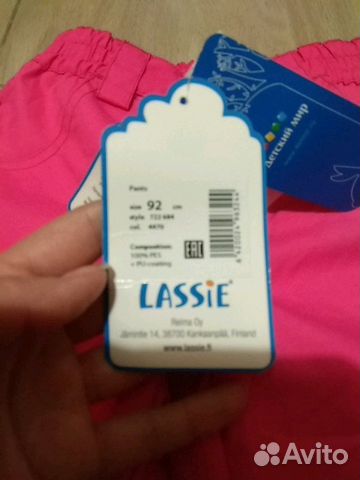 Pants
size 92 cm
style 722 684
col. 4470
Composition:
100% PES
+ PU-coating
EAC
LASSiE®
Reima Oy
Jämintie 14, 38700 Kankaanpää, Finland
www.lassie.fi
детский мир
Avito